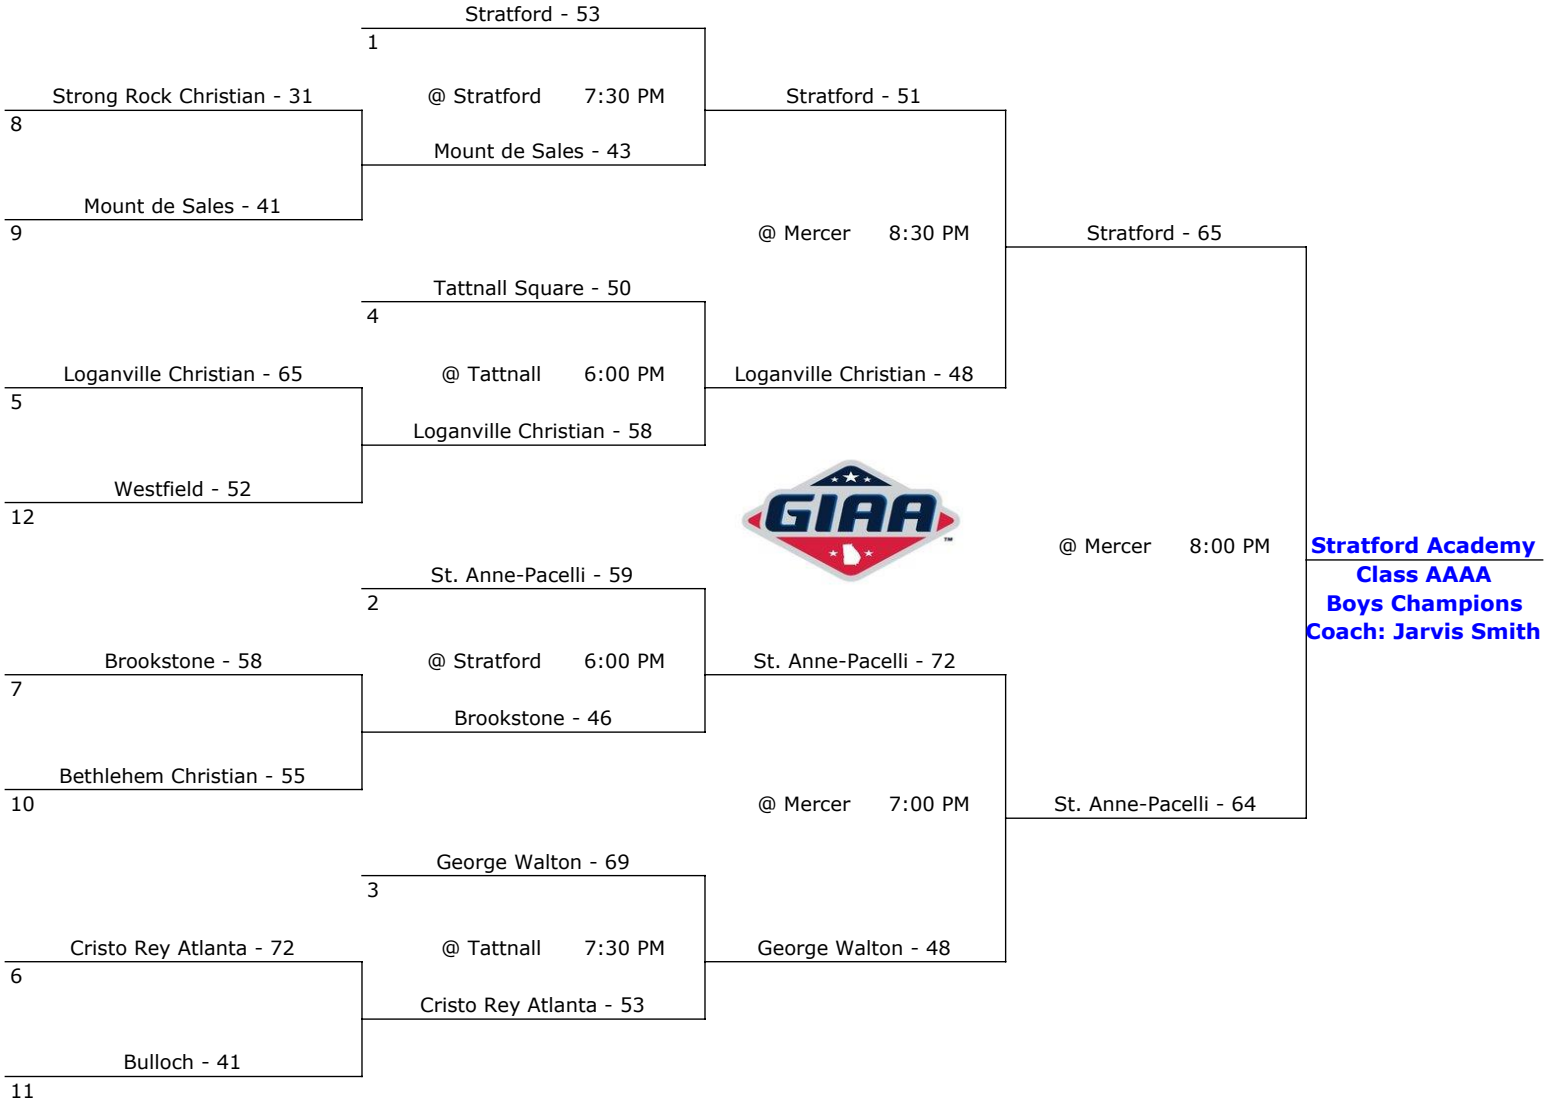 Stratford - 53
1
Strong Rock Christian - 31
@ Stratford 7:30 PM
Stratford - 51
8
Mount de Sales - 43
Mount de Sales - 41
9
@ Mercer 8:30 PM
Stratford - 65
Tattnall Square - 50
4
Loganville Christian - 65
@ Tattnall 6:00 PM
Loganville Christian - 48
5
Loganville Christian - 58
Westfield - 52
12
GIAA
TM
@ Mercer 8:00 PM
Stratford Academy
Class AAAA
Boys Champions
Coach: Jarvis Smith
St. Anne-Pacelli - 59
2
Brookstone - 58
@ Stratford 6:00 PM
St. Anne-Pacelli - 72
7
Brookstone - 46
Bethlehem Christian - 55
10
@ Mercer 7:00 PM
St. Anne-Pacelli - 64
George Walton - 69
3
Cristo Rey Atlanta - 72
@ Tattnall 7:30 PM
George Walton - 48
6
Cristo Rey Atlanta - 53
Bulloch - 41
11